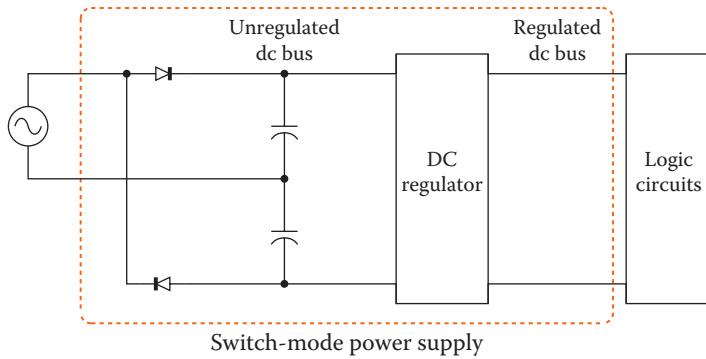 Unregulated
dc bus
Regulated
dc bus
DC
regulator
Logic
circuits
Switch-mode power supply